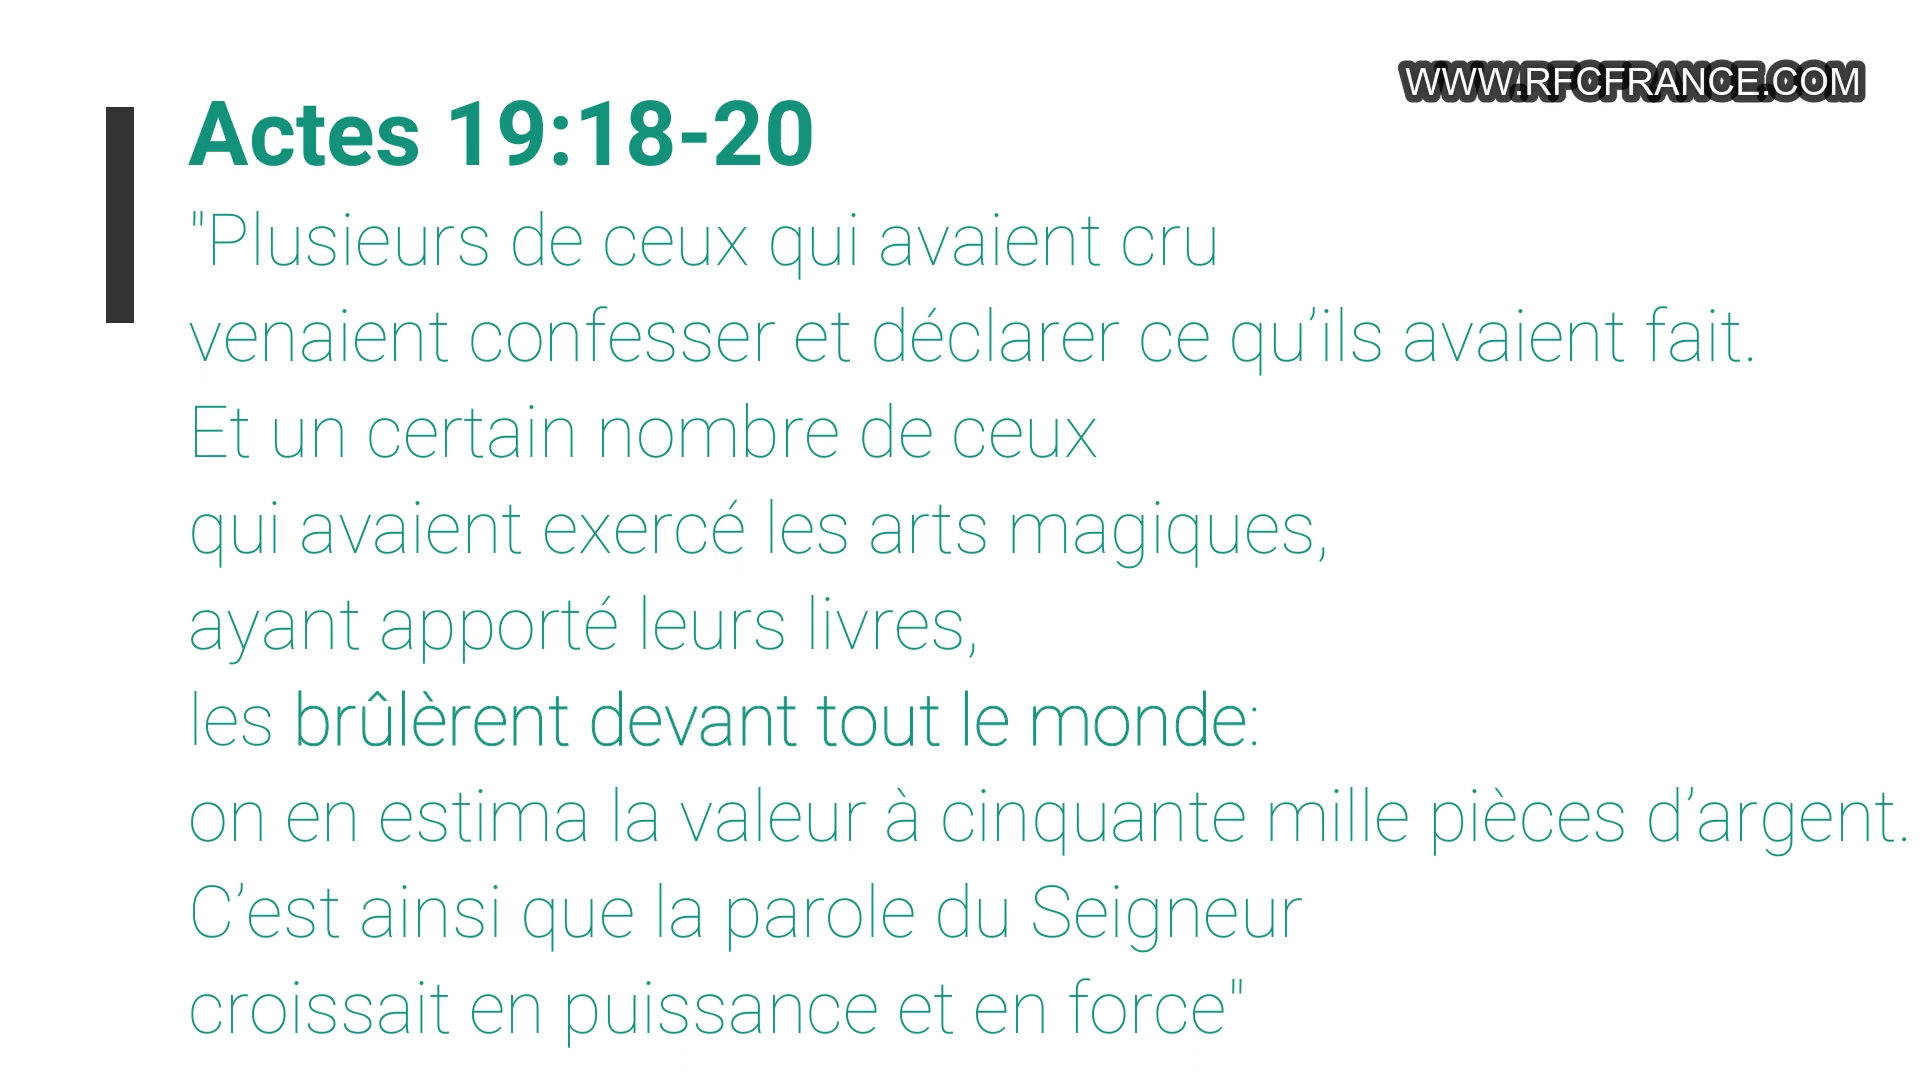 WWW.RFCFRANCE.COM
Actes 19:18-20
"Plusieurs de ceux qui avaient cru
venaient confesser et déclarer ce qu’ils avaient fait.
Et un certain nombre de ceux
qui avaient exercé les arts magiques,
ayant apporté leurs livres,
les brûlèrent devant tout le monde:
on en estima la valeur à cinquante mille pièces d’argent.
C’est ainsi que la parole du Seigneur
croissait en puissance et en force"